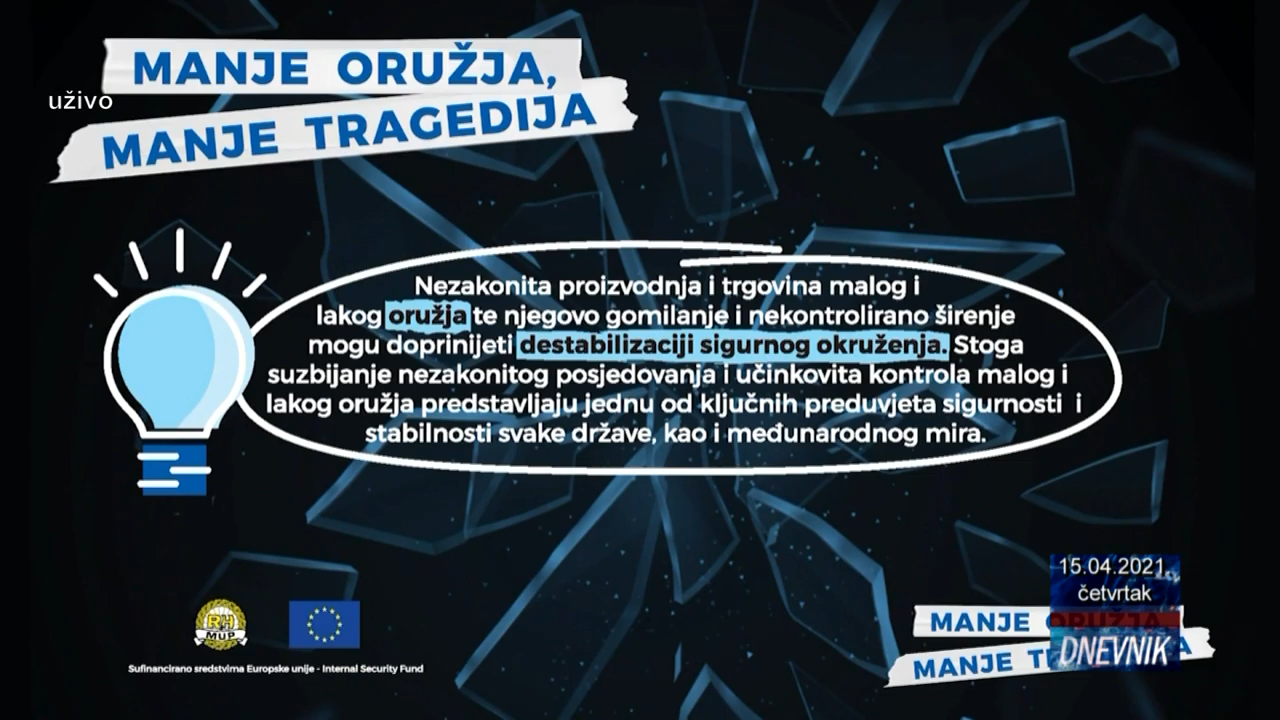 MANJE ORUŽJA,
uživo
MANJE TRAGEDIJA
Nezakonita proizvodnja i trgovina malog i
lakog oružja te njegovo gomilanje i nekontrolirano širenje
mogu doprinijeti destabilizaciji sigurnog okruženja. Stoga
suzbijanje nezakonitog posjedovanja i učinkovita kontrola malog i
lakog oružja predstavljaju jednu od ključnih preduvjeta sigurnosti i
stabilnosti svake države, kao i međunarodnog mira.
15.04.2021.
četvrtak
RH
MUP
MANJE ORUŽJA
DNEVNIK
MANJE
Sufinancirano sredstvima Europske unije - Internal Security Fund